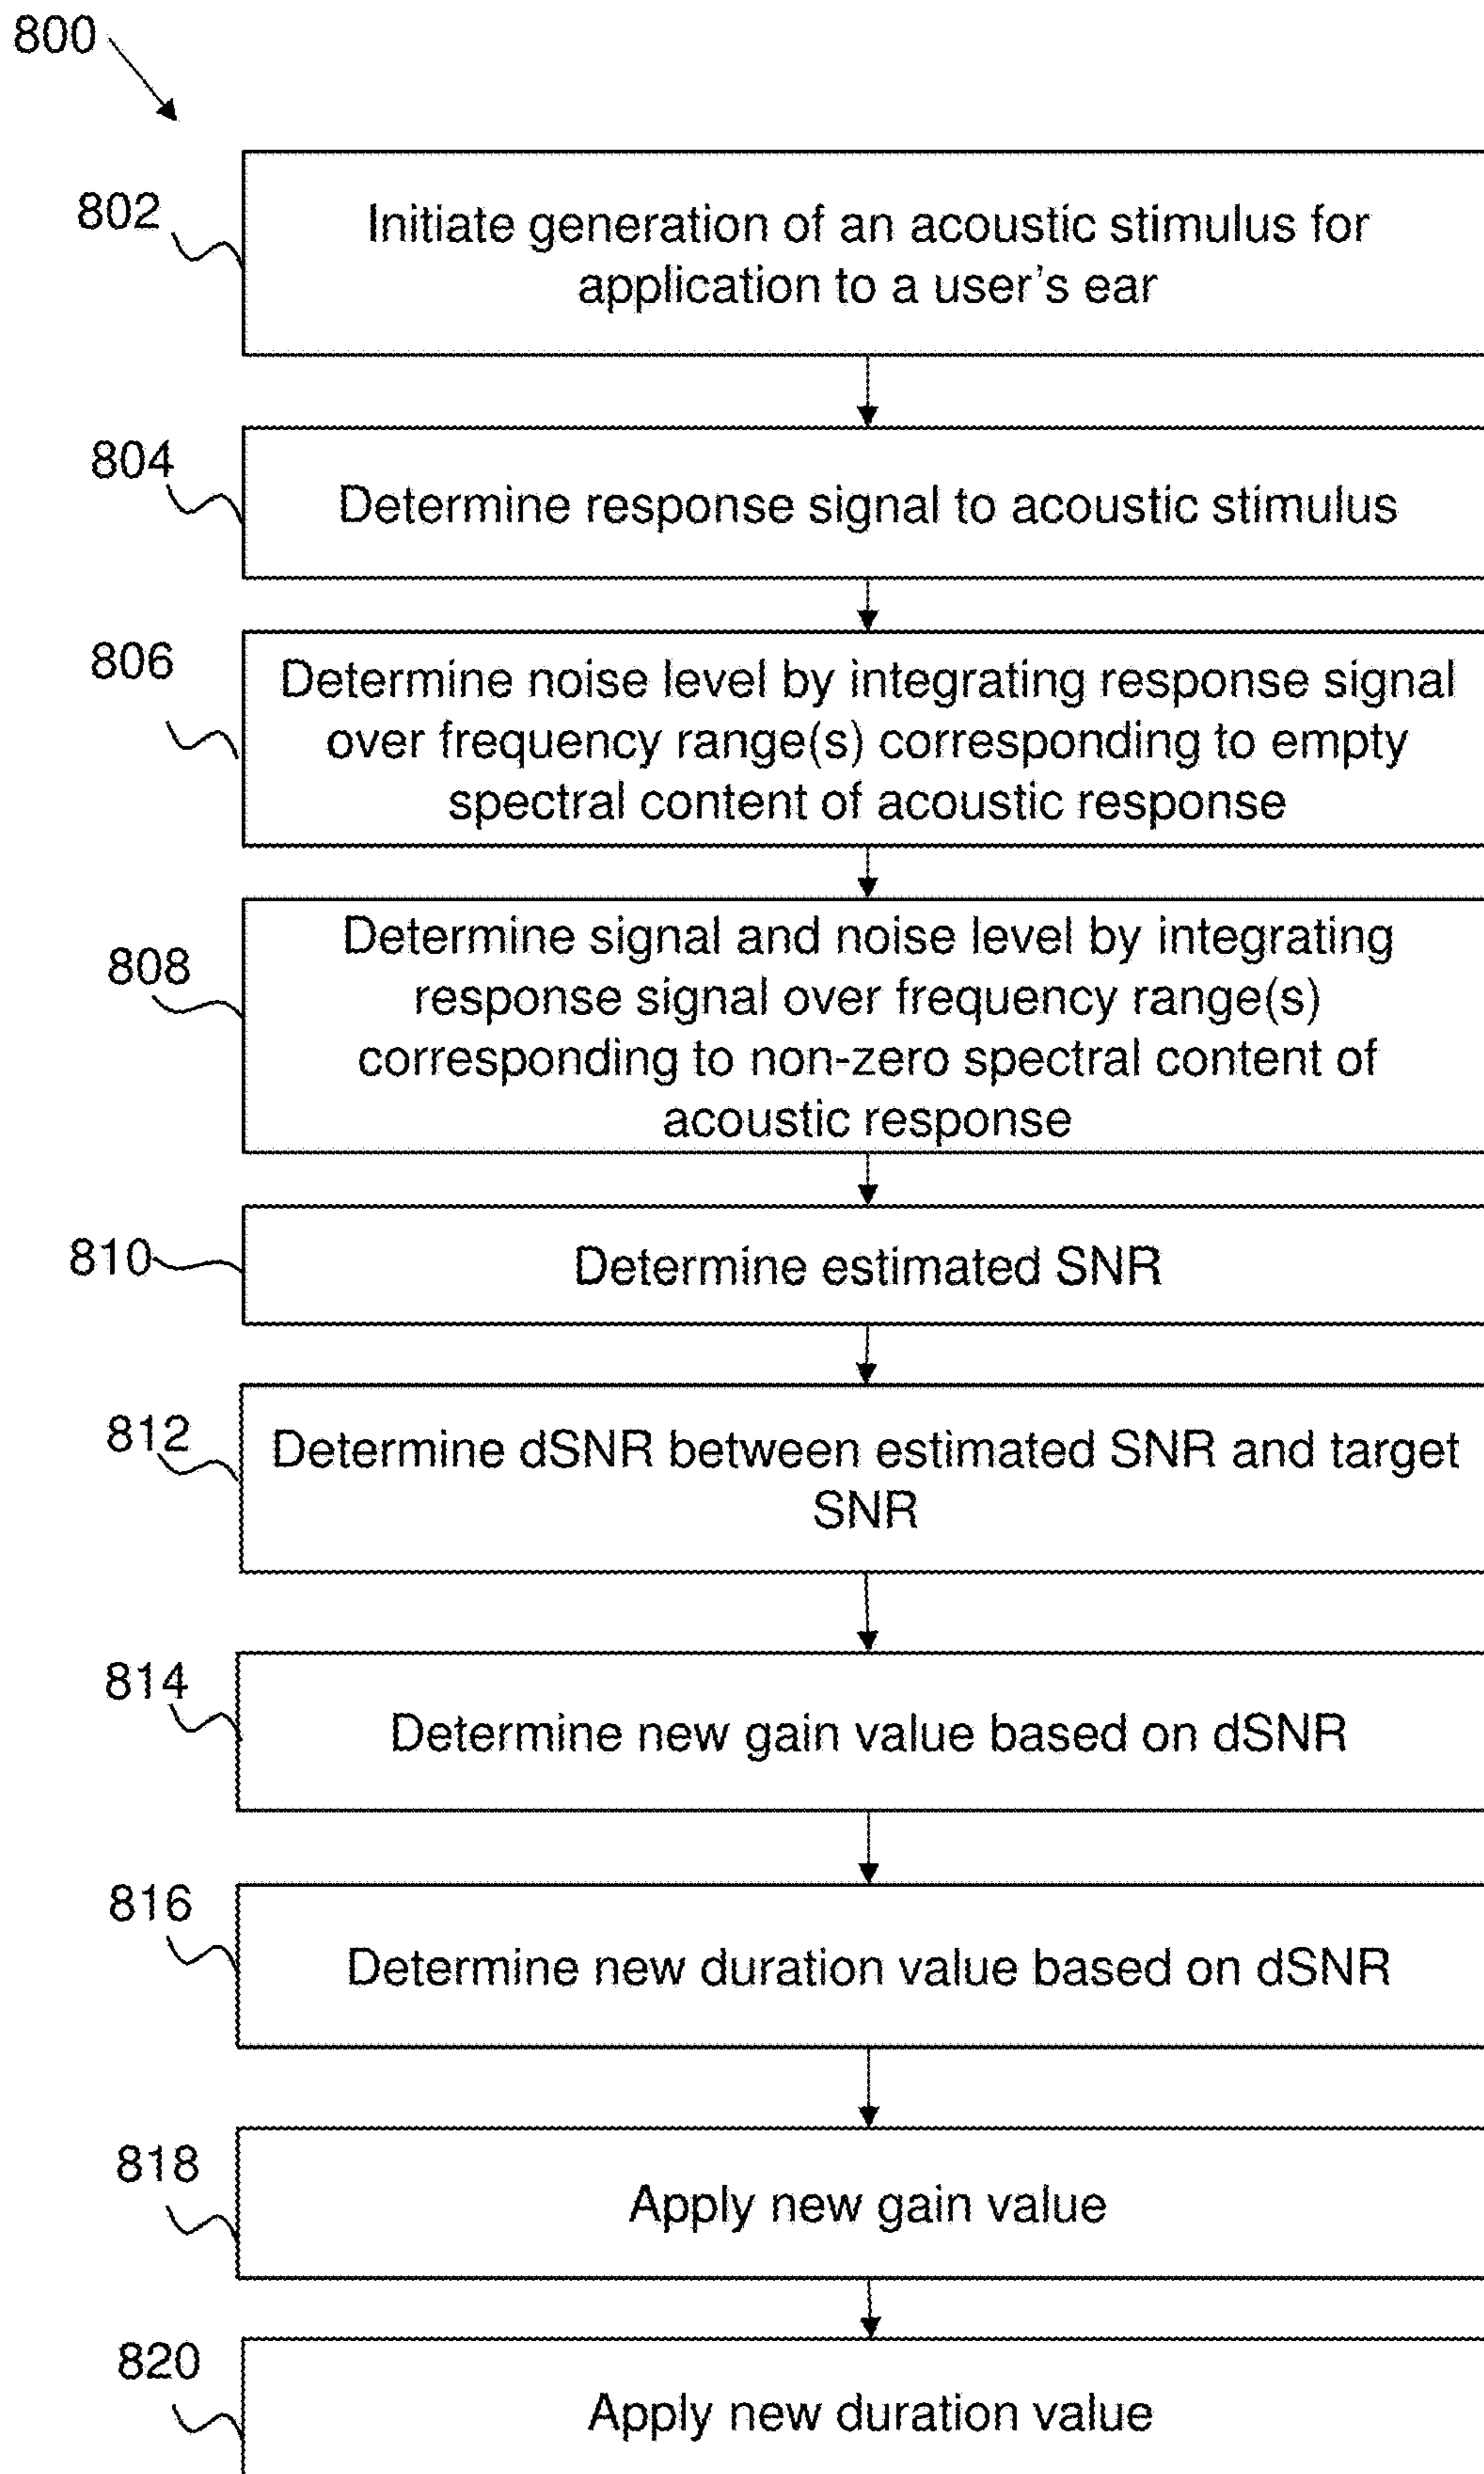 800
802
Initiate generation of an acoustic stimulus for
application to a user's ear
804
Determine response signal to acoustic stimulus
806
Determine noise level by integrating response signal
over frequency range(s) corresponding to empty
spectral content of acoustic response
808
Determine signal and noise level by integrating
response signal over frequency range(s)
corresponding to non-zero spectral content of
acoustic response
810
Determine estimated SNR
812
Determine dSNR between estimated SNR and target
SNR
814
Determine new gain value based on dSNR
816
Determine new duration value based on dSNR
818
Apply new gain value
820
Apply new duration value